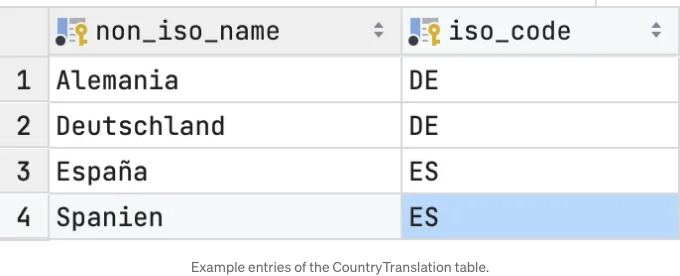 non_iso_name iso_code
1 Alemania DE
2 Deutschland DE
3 España ES
4 Spanien ES
Example entries of the CountryTranslation table.